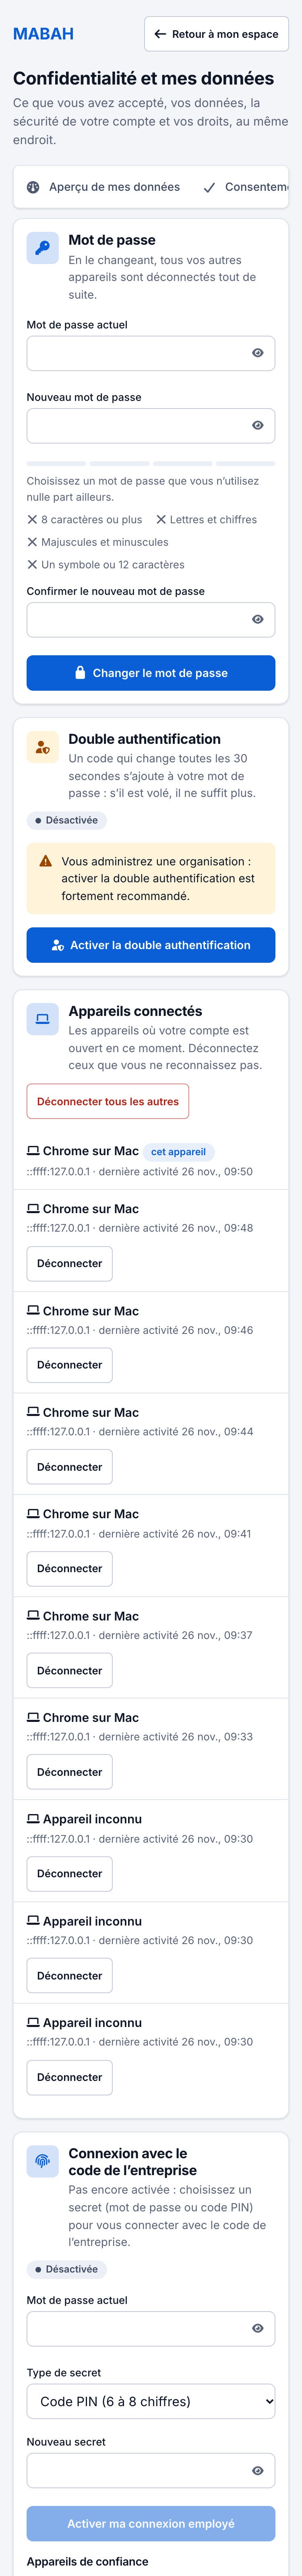 MABAH
Retour à mon espace
Confidentialité et mes données
Ce que vous avez accepté, vos données, la
sécurité de votre compte et vos droits, au même
endroit.
Aperçu de mes données
Consenteme
Mot de passe
En le changeant, tous vos autres
appareils sont déconnectés tout de
suite.
Mot de passe actuel
Nouveau mot de passe
Choisissez un mot de passe que vous n’utilisez
nulle part ailleurs.
8 caractères ou plus
Lettres et chiffres
Majuscules et minuscules
Un symbole ou 12 caractères
Confirmer le nouveau mot de passe
Changer le mot de passe
Double authentification
Un code qui change toutes les 30
secondes s’ajoute à votre mot de
passe : s’il est volé, il ne suffit plus.
Désactivée
Vous administrez une organisation :
activer la double authentification est
fortement recommandé.
Activer la double authentification
Appareils connectés
Les appareils où votre compte est
ouvert en ce moment. Déconnectez
ceux que vous ne reconnaissez pas.
Déconnecter tous les autres
Chrome sur Mac cet appareil
::ffff:127.0.0.1 · dernière activité 26 nov., 09:50
Chrome sur Mac
::ffff:127.0.0.1 · dernière activité 26 nov., 09:48
Déconnecter
Chrome sur Mac
::ffff:127.0.0.1 · dernière activité 26 nov., 09:46
Déconnecter
Chrome sur Mac
::ffff:127.0.0.1 · dernière activité 26 nov., 09:44
Déconnecter
Chrome sur Mac
::ffff:127.0.0.1 · dernière activité 26 nov., 09:41
Déconnecter
Chrome sur Mac
::ffff:127.0.0.1 · dernière activité 26 nov., 09:37
Déconnecter
Chrome sur Mac
::ffff:127.0.0.1 · dernière activité 26 nov., 09:33
Déconnecter
Appareil inconnu
::ffff:127.0.0.1 · dernière activité 26 nov., 09:30
Déconnecter
Appareil inconnu
::ffff:127.0.0.1 · dernière activité 26 nov., 09:30
Déconnecter
Appareil inconnu
::ffff:127.0.0.1 · dernière activité 26 nov., 09:30
Déconnecter
Connexion avec le
code de l’entreprise
Pas encore activée : choisissez un
secret (mot de passe ou code PIN)
pour vous connecter avec le code de
l’entreprise.
Désactivée
Mot de passe actuel
Type de secret
Code PIN (6 à 8 chiffres)
Nouveau secret
Activer ma connexion employé
Appareils de confiance